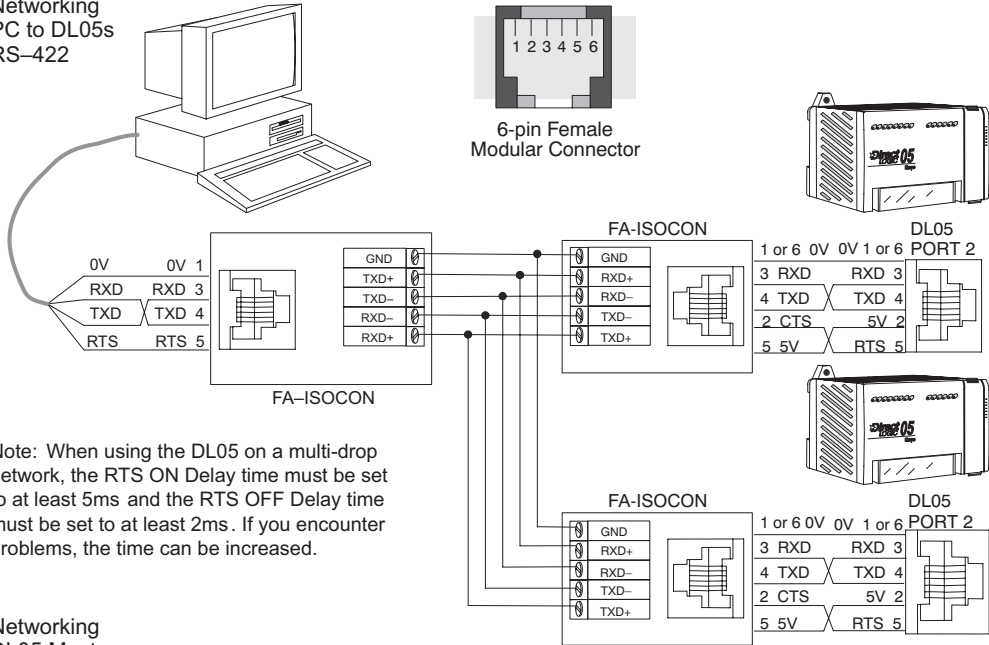 Networking
PC to DL05s
RS–422
1 2 3 4 5 6
6-pin Female
Modular Connector
Direct
LOGIC 05
FA-ISOCON
DL05
PORT 2
GND
RXD+
RXD–
TXD–
TXD+
1 or 6 0V 0V 1 or 6
3 RXD RXD 3
4 TXD TXD 4
2 CTS 5V 2
5 5V RTS 5
0V 0V 1
RXD RXD 3
TXD TXD 4
RTS RTS 5
GND
TXD+
TXD–
RXD–
RXD+
FA–ISOCON
Direct
LOGIC 05
Note: When using the DL05 on a multi-drop
network, the RTS ON Delay time must be set
to at least 5ms and the RTS OFF Delay time
must be set to at least 2ms. If you encounter
problems, the time can be increased.
FA-ISOCON
DL05
PORT 2
GND
RXD+
RXD–
TXD–
TXD+
1 or 6 0V 0V 1 or 6
3 RXD RXD 3
4 TXD TXD 4
2 CTS 5V 2
5 5V RTS 5
Networking